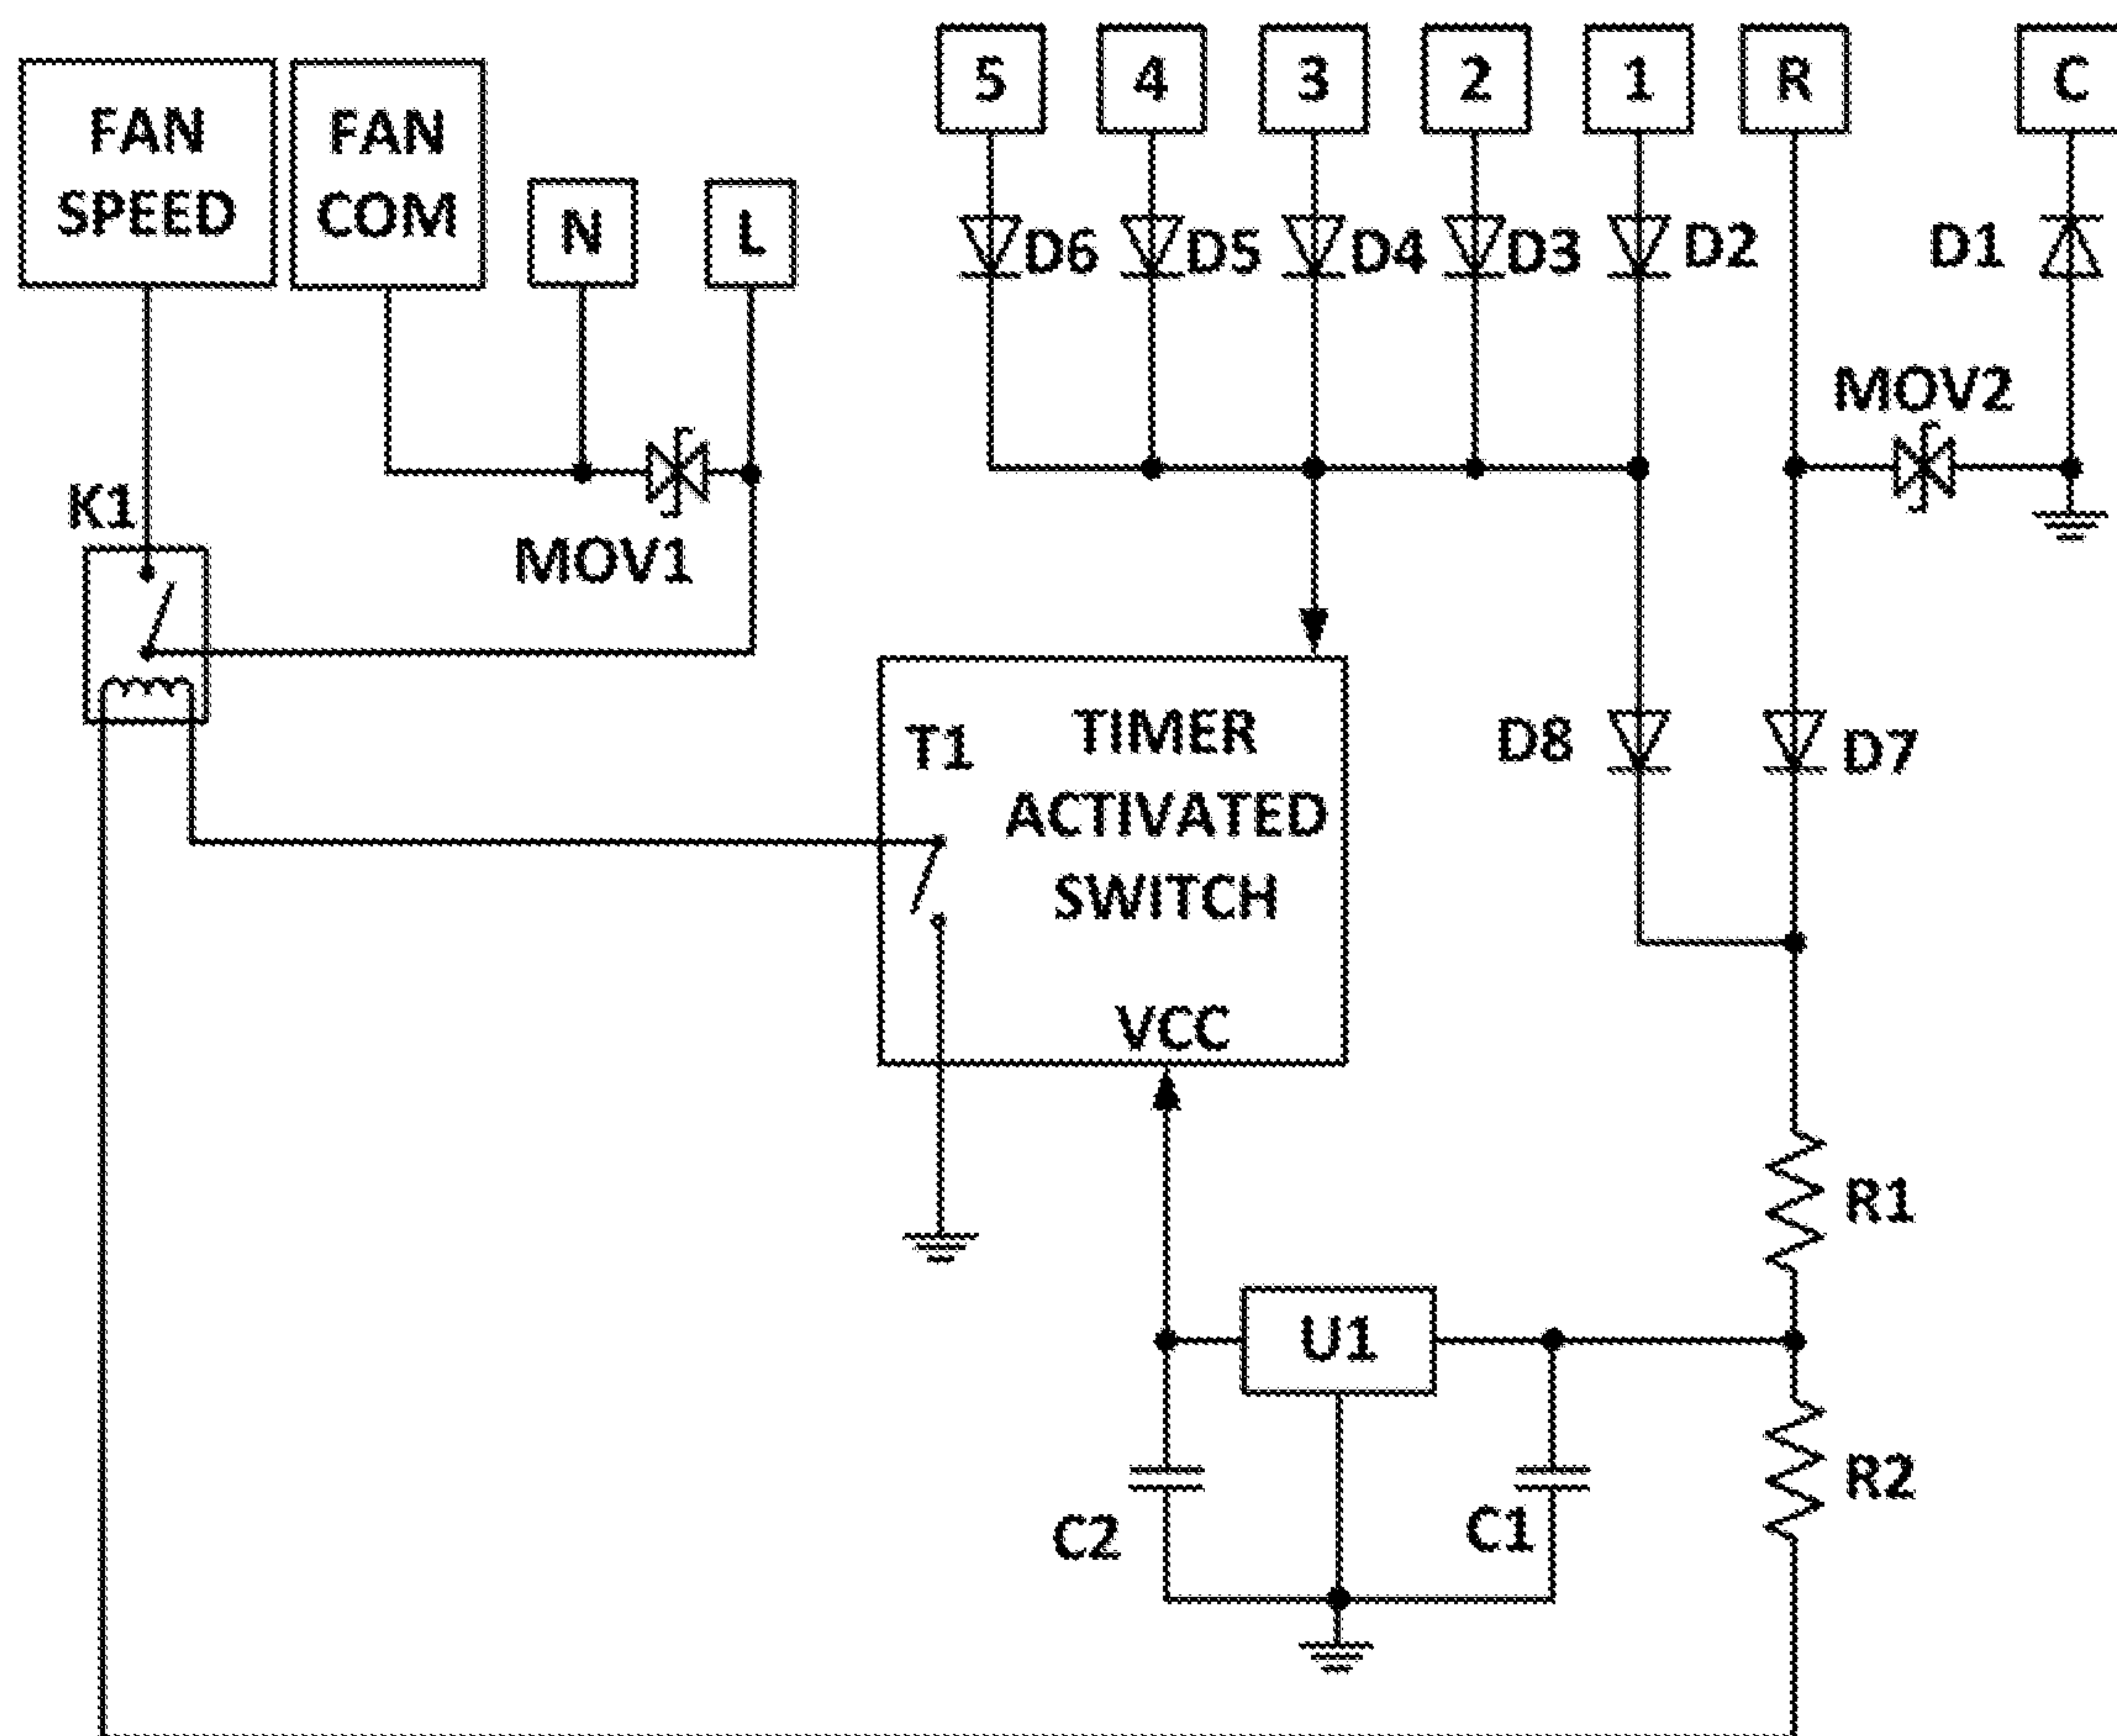 5 4 3 2 1 R C
FAN
SPEED
FAN
COM
N
L
D6 D5 D4 D3 D2 D1
MOV2
K1
MOV1
T1
TIMER
ACTIVATED
SWITCH
D8
D7
VCC
R1
U1
R2
C2
C1